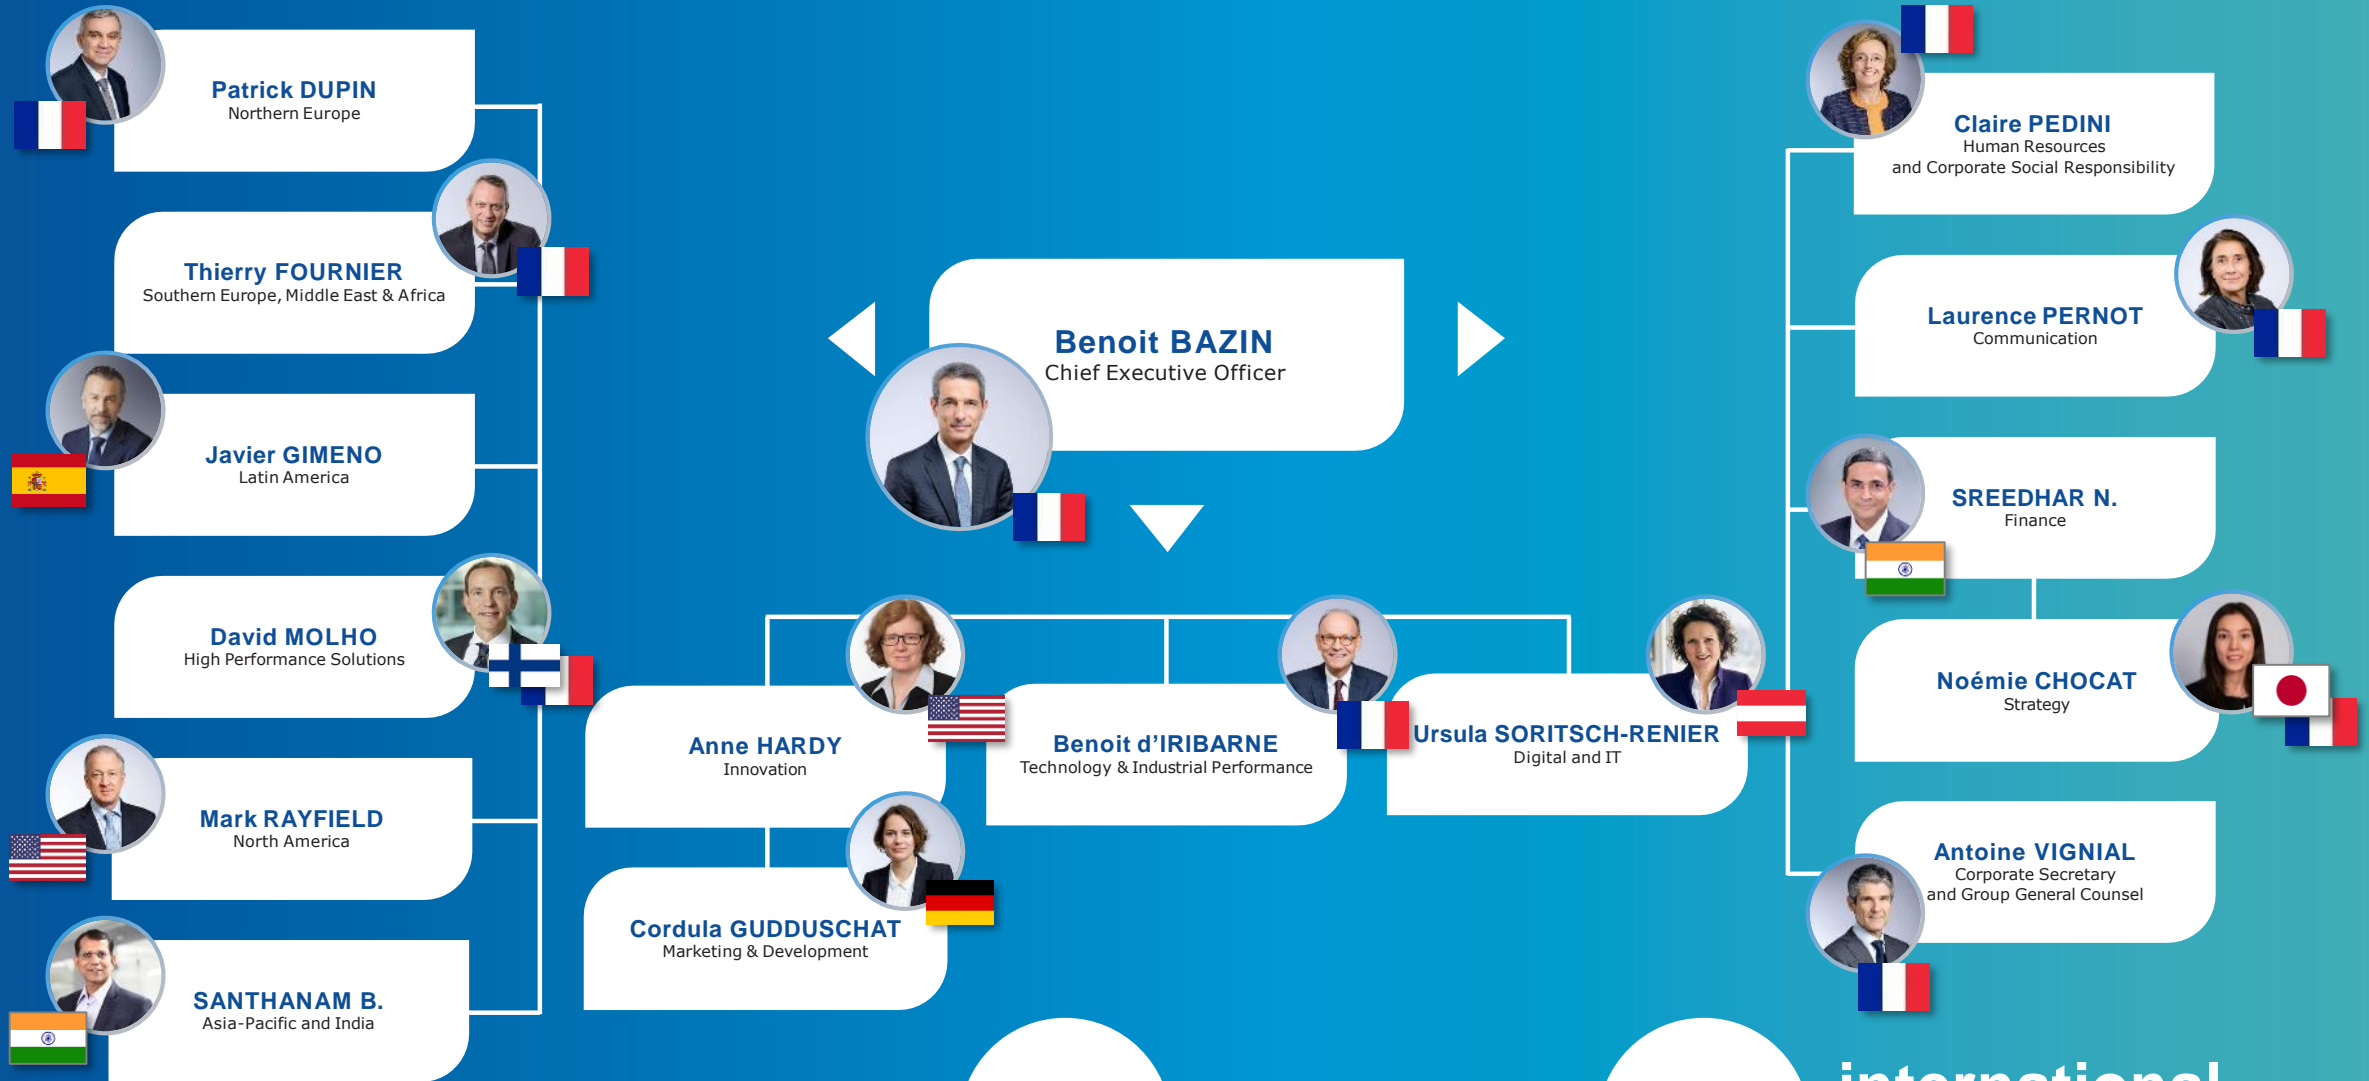 Patrick DUPIN
Northern Europe
Thierry FOURNIER
Southern Europe, Middle East & Africa
Javier GIMENO
Latin America
David MOLHO
High Performance Solutions
Mark RAYFIELD
North America
SANTHANAM B.
Asia-Pacific and India
Benoit BAZIN
Chief Executive Officer
Anne HARDY
Innovation
Cordula GUDDUSCHAT
Marketing & Development
Benoit d’IRIBARNE
Technology & Industrial Performance
Ursula SORITSCH-RENIER
Digital and IT
Claire PEDINI
Human Resources
and Corporate Social Responsibility
Laurence PERNOT
Communication
SREEDHAR N.
Finance
Noémie CHOCAT
Strategy
Antoine VIGNIAL
Corporate Secretary
and Group General Counsel
international